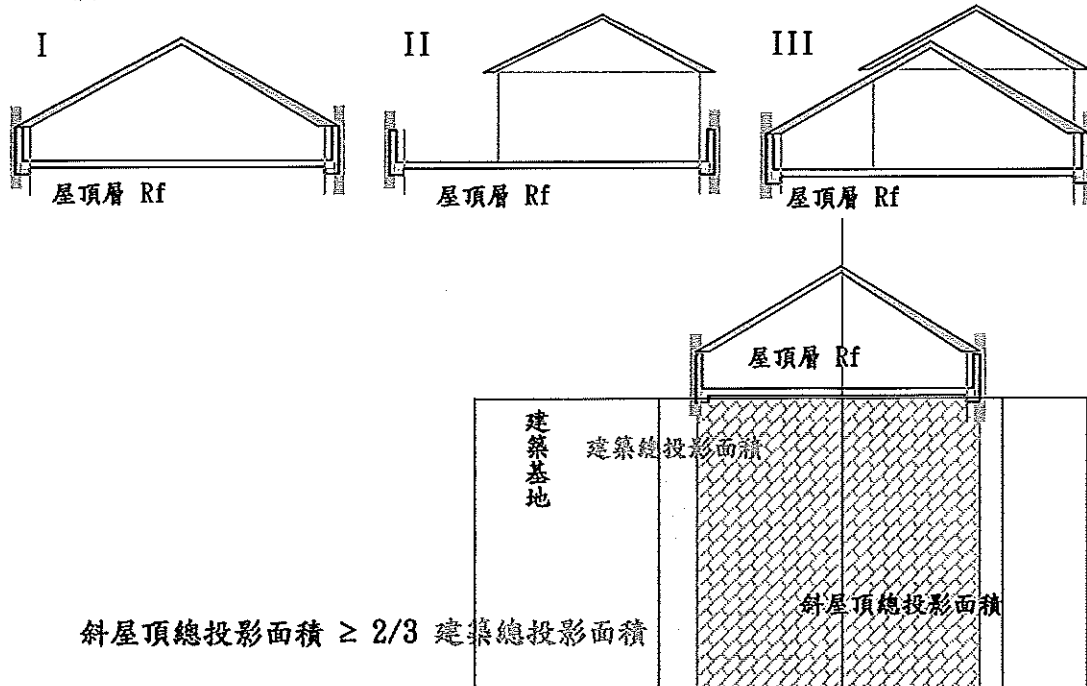 I
II
III
屋頂層 Rf
屋頂層 Rf
屋頂層 Rf
屋頂層 Rf
建築基地
建築總投影面積
斜屋頂總投影面積
斜屋頂總投影面積 ≥ 2/3 建築總投影面積